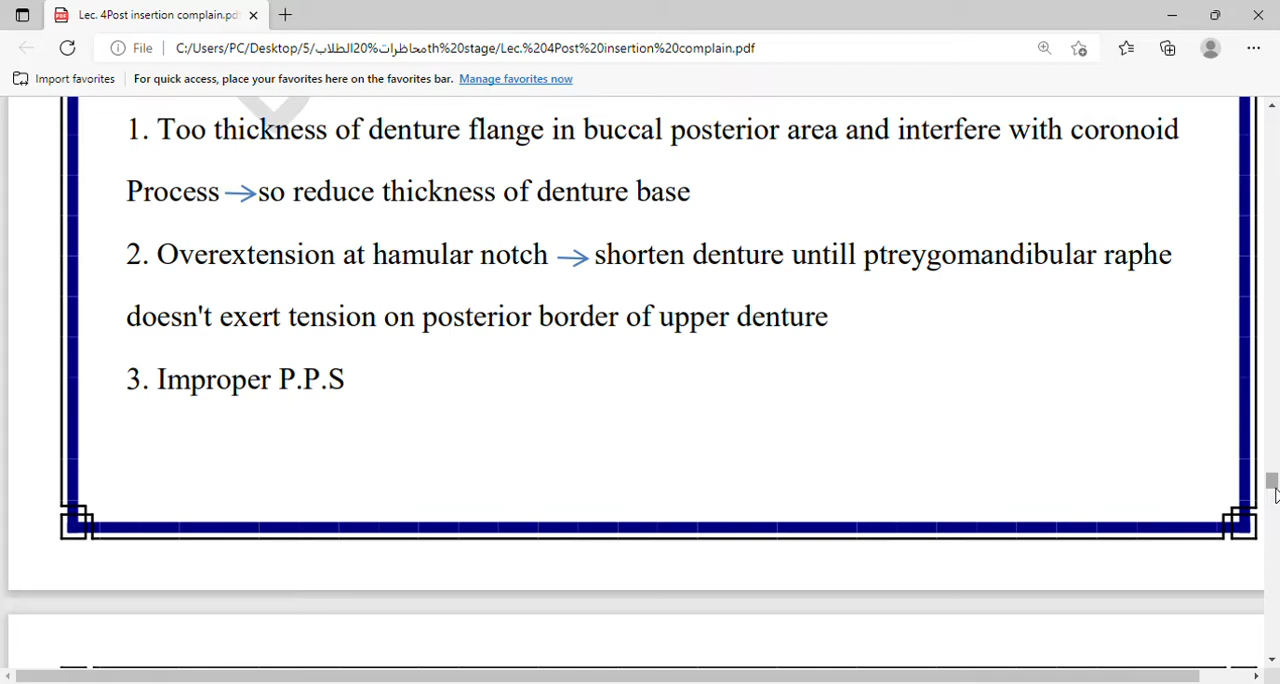 Lec. 4Post insertion complain.pd
File
C:/Users/PC/Desktop/5/محاظرات%20الطلابth%20stage/Lec.%204Post%20insertion%20complain.pdf
Import favorites
For quick access, place your favorites here on the favorites bar. Manage favorites now
1. Too thickness of denture flange in buccal posterior area and interfere with coronoid
Process so reduce thickness of denture base
2. Overextension at hamular notch shorten denture untill ptreygomandibular raphe
doesn't exert tension on posterior border of upper denture
3. Improper P.P.S